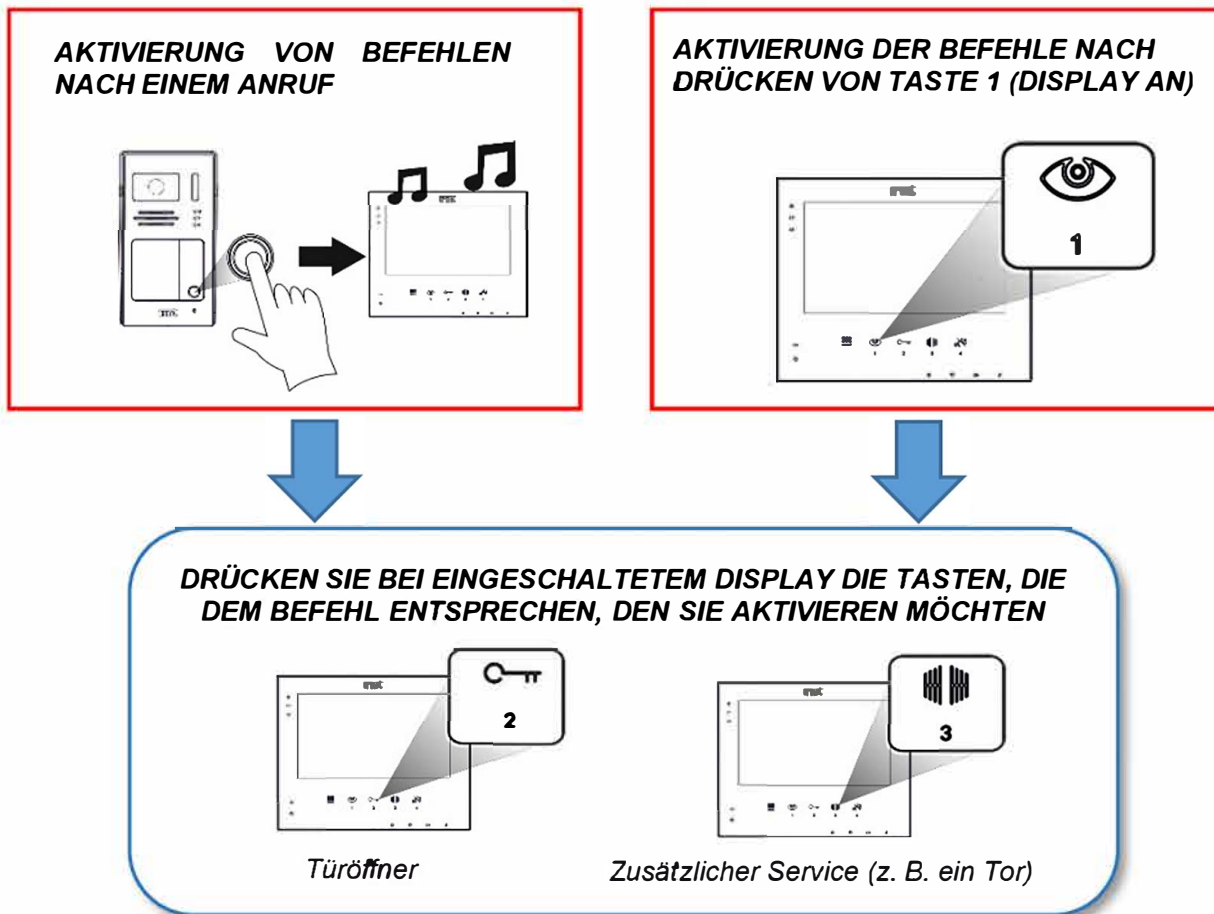 AKTIVIERUNG VON BEFEHLEN
NACH EINEM ANRUF
AKTIVIERUNG DER BEFEHLE NACH
DRÜCKEN VON TASTE 1 (DISPLAY AN)
1
DRÜCKEN SIE BEI EINGESCHALTETEM DISPLAY DIE TASTEN, DIE
DEM BEFEHL ENTSPRECHEN, DEN SIE AKTIVIEREN MÖCHTEN
2
3
Türöffner
Zusätzlicher Service (z. B. ein Tor)